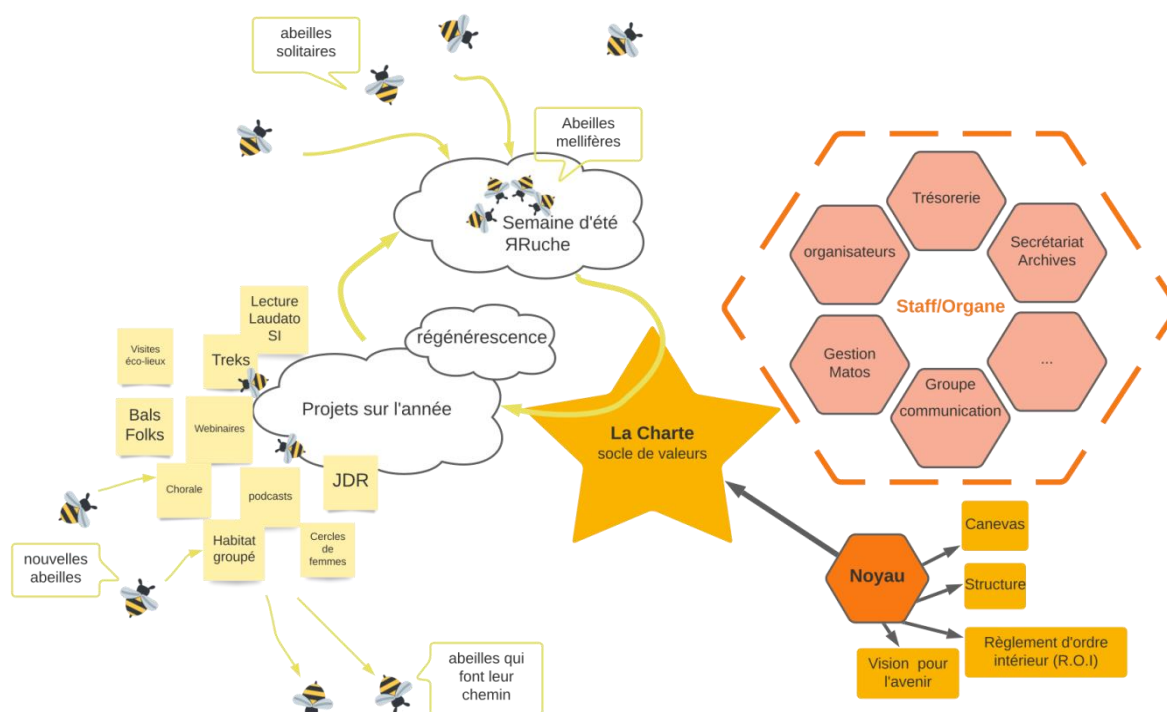 abeilles
solitaires
Abeilles
mellifères
Semaine d'été
ЯRuche
régénérescence
Projets sur l'année
Lecture
Laudato
SI
Visites
éco-lieux
Treks
Bals
Folks
Webinaires
Chorale
podcasts
JDR
Habitat
groupé
Cercles
de
femmes
nouvelles
abeilles
abeilles qui
font leur
chemin
La Charte
socle de valeurs
Trésorerie
organisateurs
Secrétariat
Archives
Staff/Organe
Gestion
Matos
...
Groupe
communication
Noyau
Canevas
Structure
Règlement d'ordre
intérieur (R.O.I)
Vision pour
l'avenir